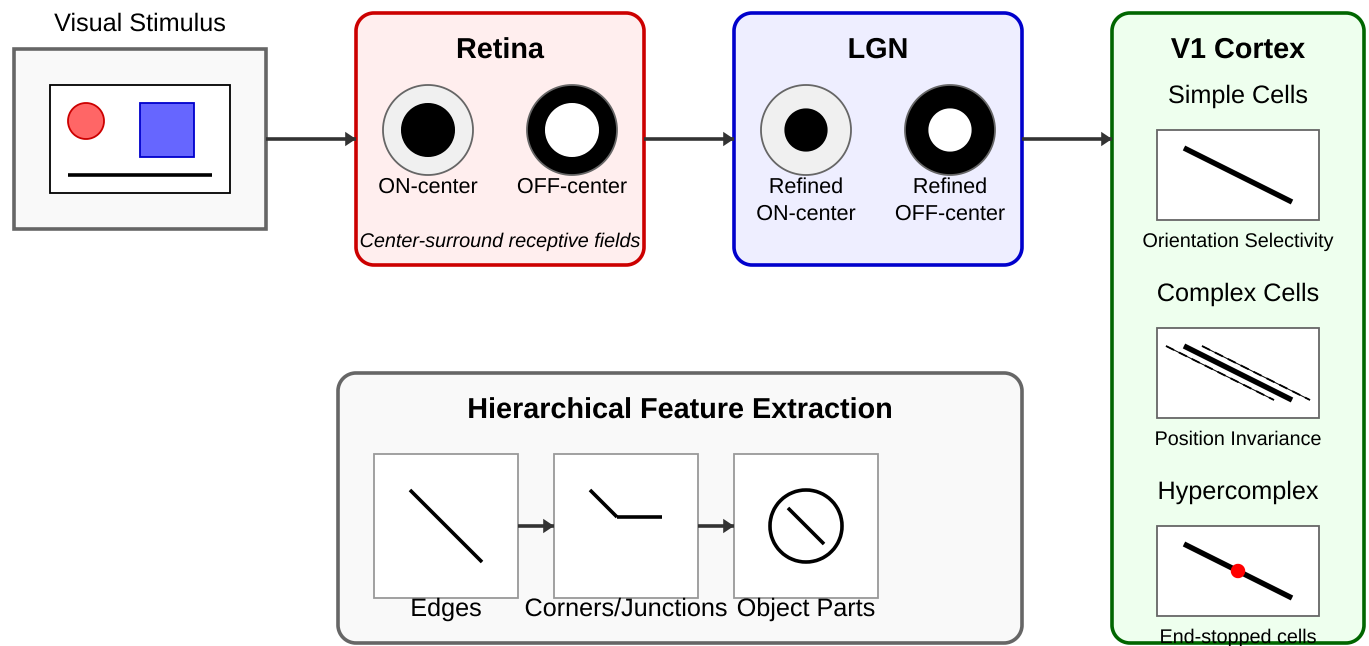 Visual Stimulus
Retina
ON-center
OFF-center
Center-surround receptive fields
LGN
Refined
ON-center
Refined
OFF-center
V1 Cortex
Simple Cells
Orientation Selectivity
Complex Cells
Position Invariance
Hypercomplex
End-stopped cells
Hierarchical Feature Extraction
Edges
Corners/Junctions
Object Parts